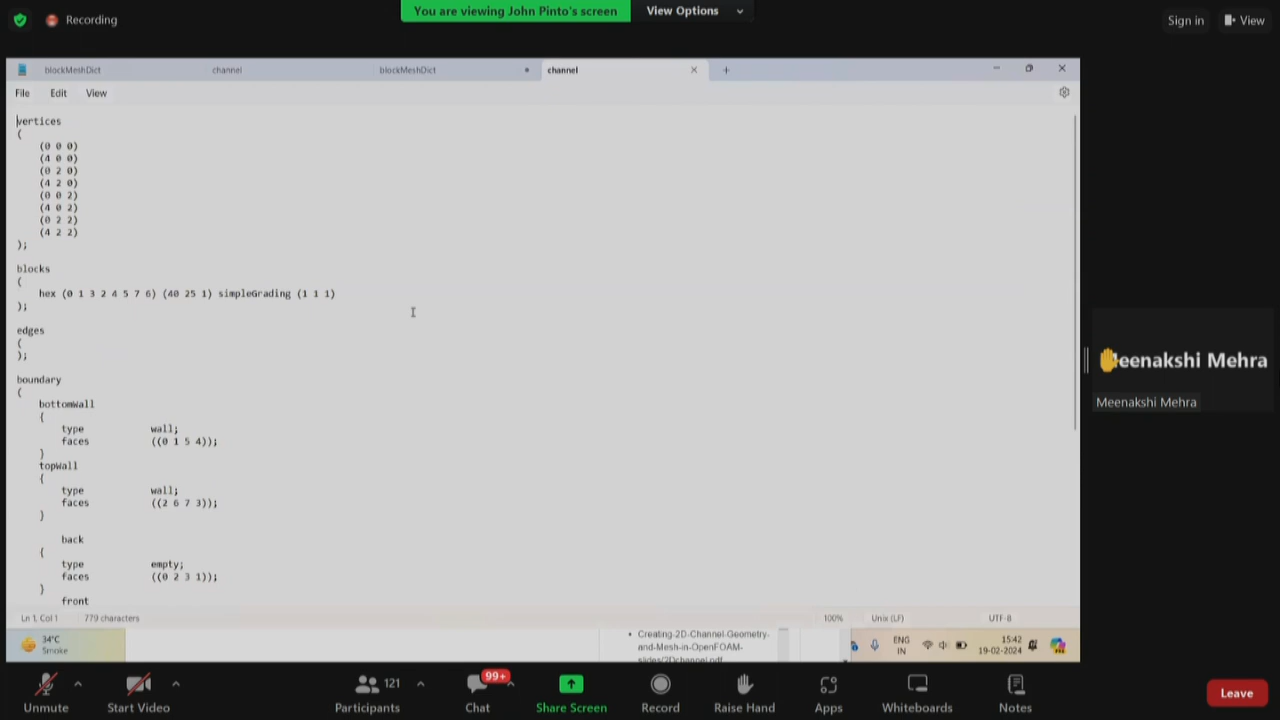 Recording
You are viewing John Pinto's screen
View Options
Sign in
View
blockMeshDict
channel
blockMeshDict
channel
File
Edit
View
vertices
(
(0 0 0)
(4 0 0)
(0 2 0)
(4 2 0)
(0 0 2)
(4 0 2)
(0 2 2)
(4 2 2)
);
blocks
(
hex (0 1 3 2 4 5 7 6) (40 25 1) simpleGrading (1 1 1)
);
edges
(
);
boundary
(
bottomWall
{
type wall;
faces ((0 1 5 4));
}
topWall
{
type wall;
faces ((2 6 7 3));
}
back
{
type empty;
faces ((0 2 3 1));
}
front
Ln 1, Col 1
779 characters
100%
Unix (LF)
UTF-8
34°C
Smoke
Creating-2D-Channel-Geometry-
and-Mesh-in-OpenFOAM-
slides/2Dchannel.pdf
ENG
IN
15:42
19-02-2024
Meenakshi Mehra
Meenakshi Mehra
Unmute
Start Video
121
Participants
99+
Chat
Share Screen
Record
Raise Hand
Apps
Whiteboards
Notes
Leave